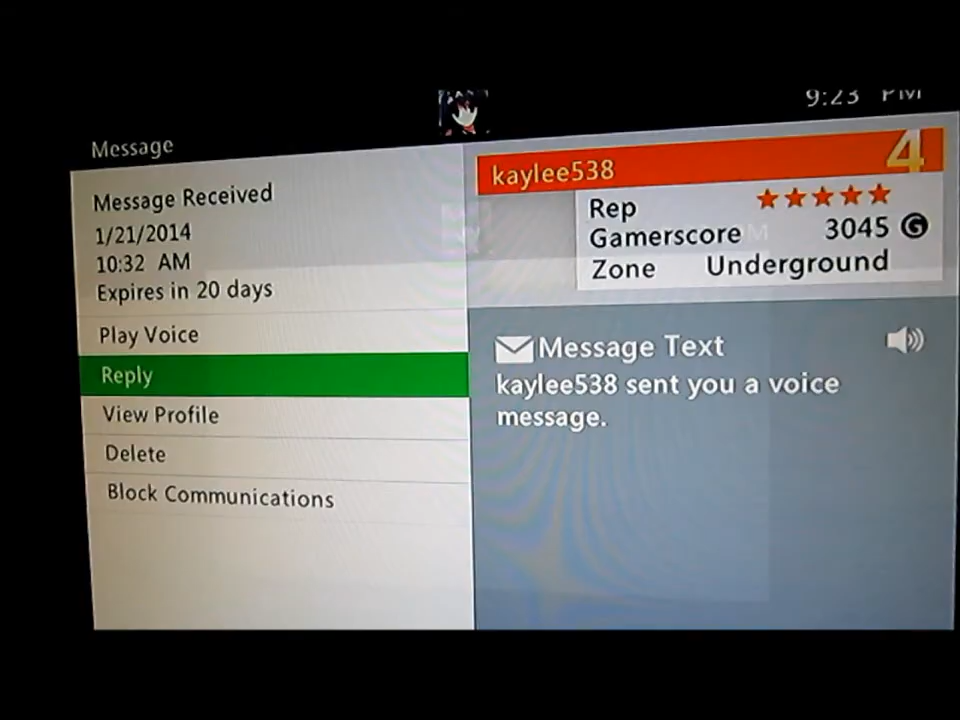 9:23 PM
Message
Message Received
1/21/2014
10:32 AM
Expires in 20 days
Play Voice
Reply
View Profile
Delete
Block Communications
kaylee538
4
Rep ★★★★★
Gamerscore 3045 G
Zone Underground
Message Text
kaylee538 sent you a voice
message.